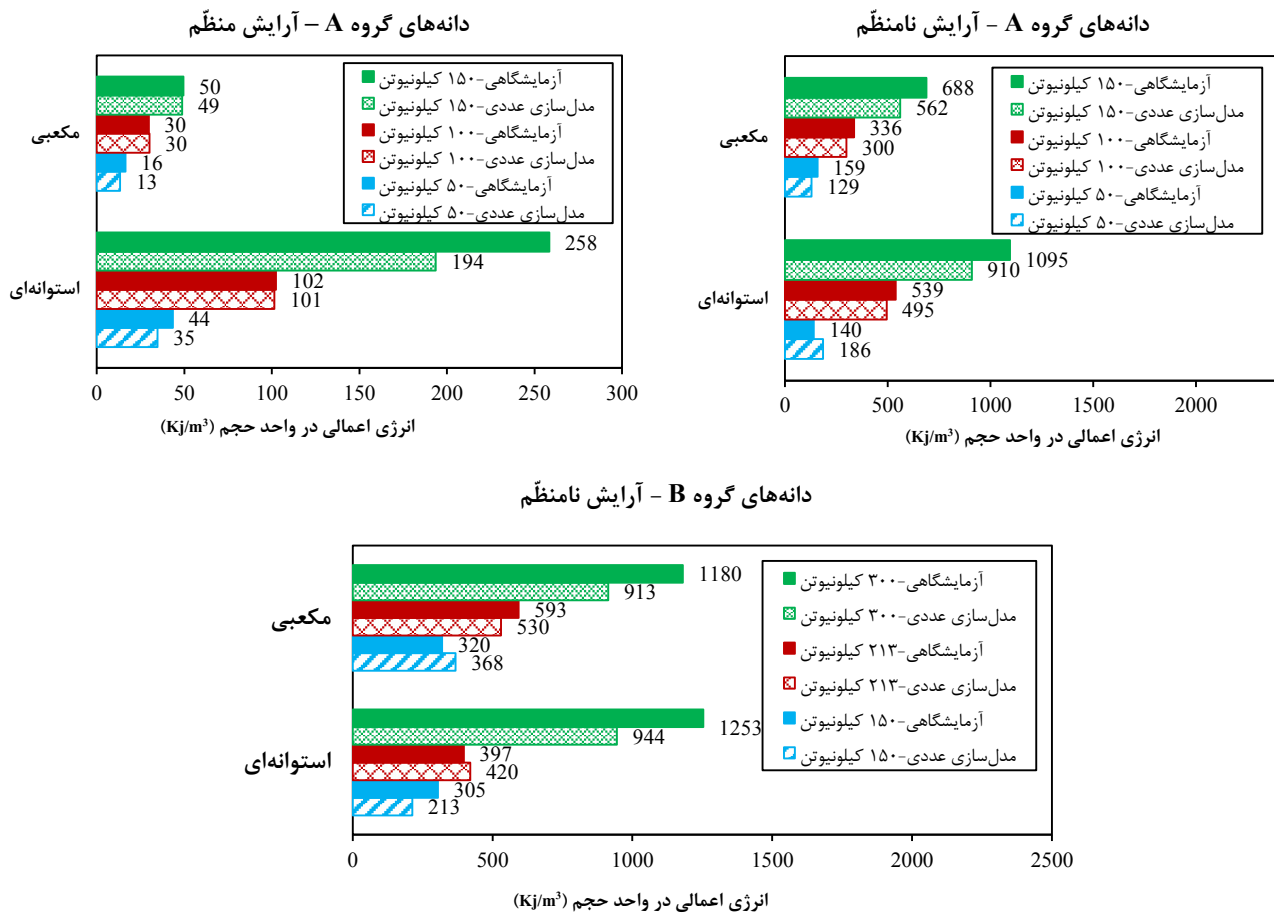 دانه‌های گروه A – آرایش منظّم
مکعبی
استوانه‌ای
آزمایشگاهی-۱۵۰ کیلونیوتن
مدل‌سازی عددی-۱۵۰ کیلونیوتن
آزمایشگاهی-۱۰۰ کیلونیوتن
مدل‌سازی عددی-۱۰۰ کیلونیوتن
آزمایشگاهی-۵۰ کیلونیوتن
مدل‌سازی عددی-۵۰ کیلونیوتن
50
49
30
30
16
13
258
194
102
101
44
35
0 50 100 150 200 250 300
انرژی اعمالی در واحد حجم (Kj/m³)
دانه‌های گروه A – آرایش نامنظّم
مکعبی
استوانه‌ای
آزمایشگاهی-۱۵۰ کیلونیوتن
مدل‌سازی عددی-۱۵۰ کیلونیوتن
آزمایشگاهی-۱۰۰ کیلونیوتن
مدل‌سازی عددی-۱۰۰ کیلونیوتن
آزمایشگاهی-۵۰ کیلونیوتن
مدل‌سازی عددی-۵۰ کیلونیوتن
688
562
336
300
159
129
1095
910
539
495
140
186
0 500 1000 1500 2000
انرژی اعمالی در واحد حجم (Kj/m³)
دانه‌های گروه B – آرایش نامنظّم
مکعبی
استوانه‌ای
آزمایشگاهی-۳۰۰ کیلونیوتن
مدل‌سازی عددی-۳۰۰ کیلونیوتن
آزمایشگاهی-۲۱۳ کیلونیوتن
مدل‌سازی عددی-۲۱۳ کیلونیوتن
آزمایشگاهی-۱۵۰ کیلونیوتن
مدل‌سازی عددی-۱۵۰ کیلونیوتن
1180
913
593
530
320
368
1253
944
397
420
305
213
0 500 1000 1500 2000 2500
انرژی اعمالی در واحد حجم (Kj/m³)